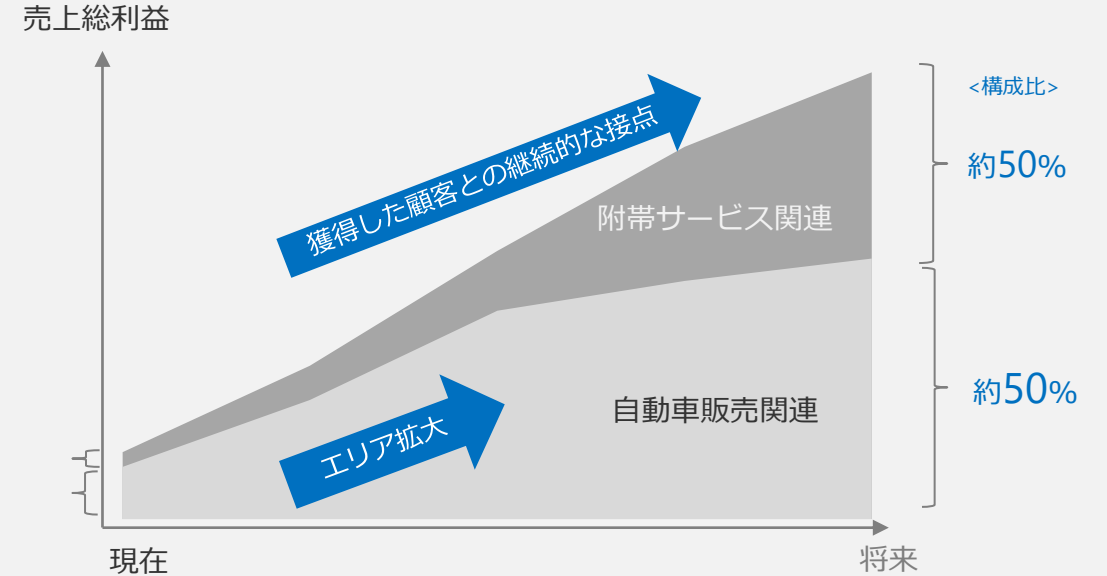 売上総利益
<構成比>
獲得した顧客との継続的な接点
約50%
附帯サービス関連
約50%
自動車販売関連
エリア拡大
現在
将来